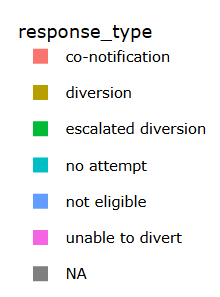 response_type
co-notification
diversion
escalated diversion
no attempt
not eligible
unable to divert
NA